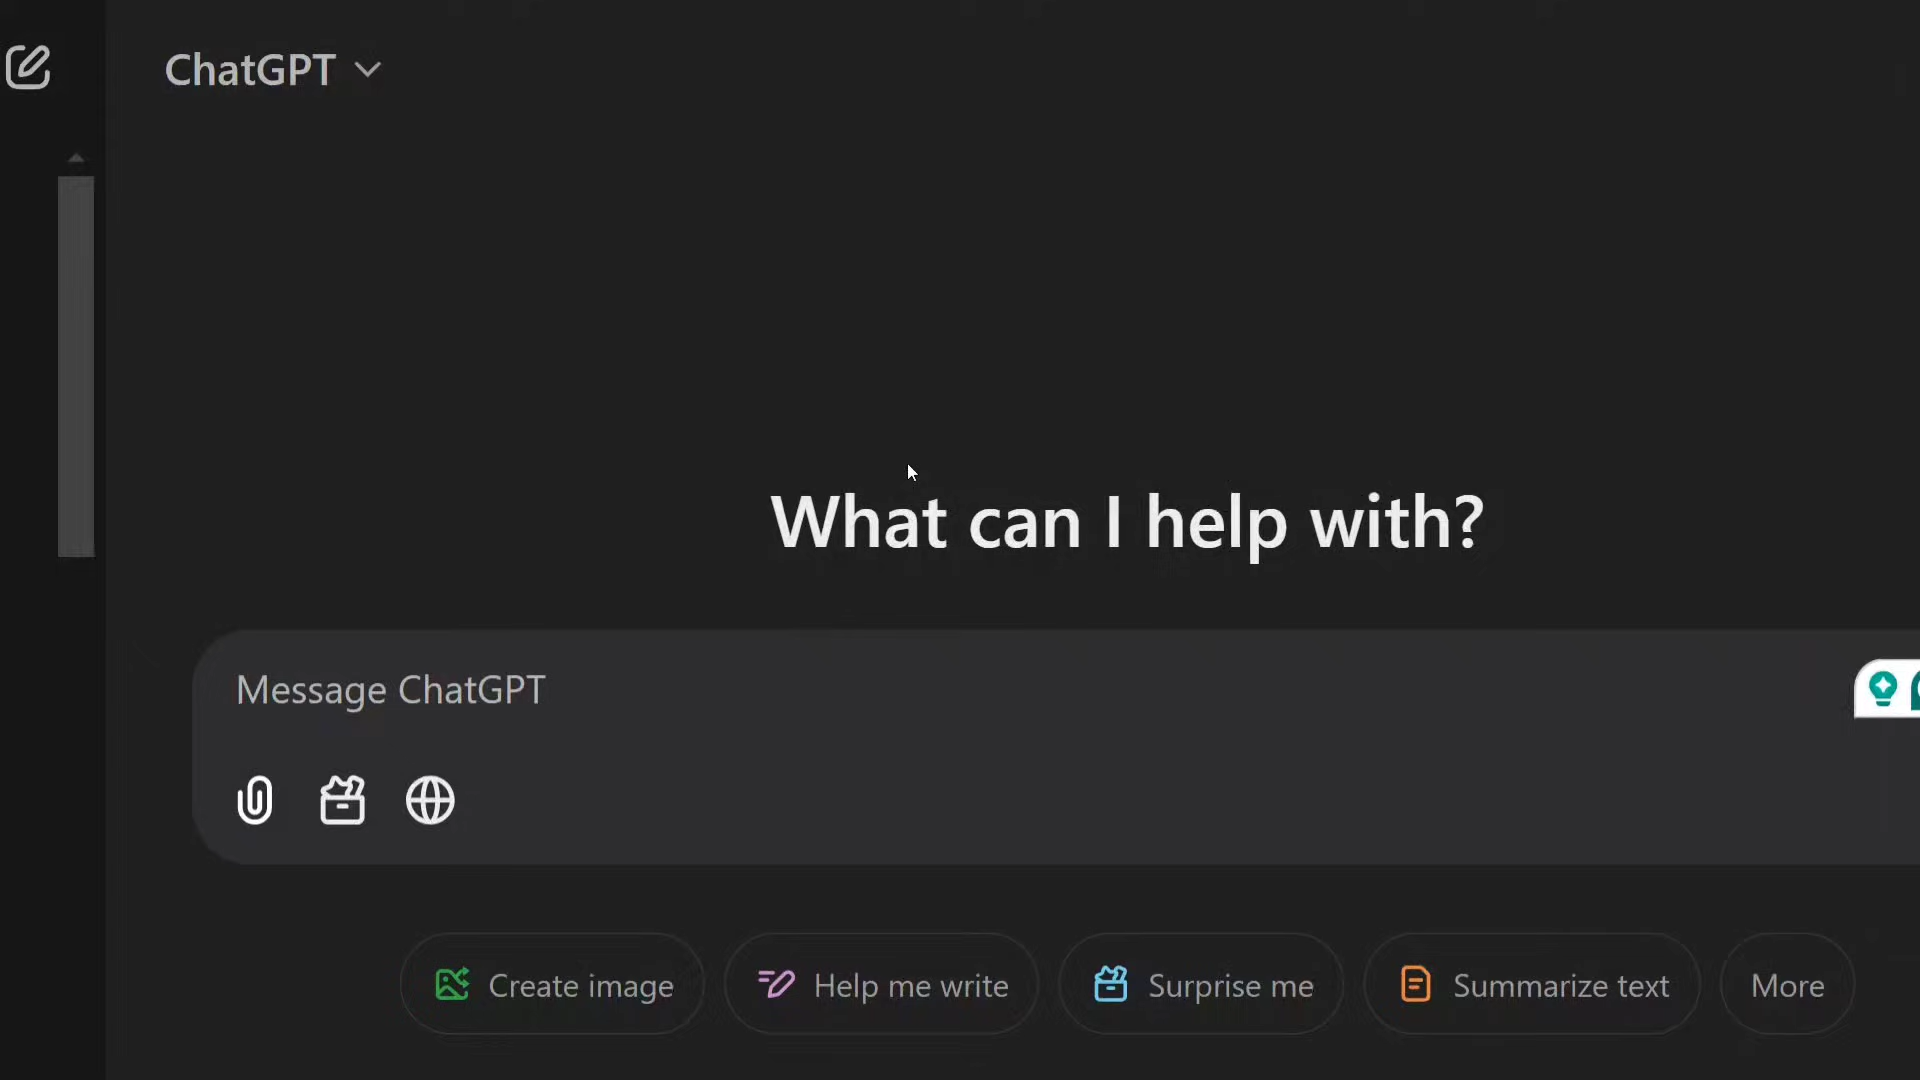 ChatGPT
What can I help with?
Message ChatGPT
Create image
Help me write
Surprise me
Summarize text
More